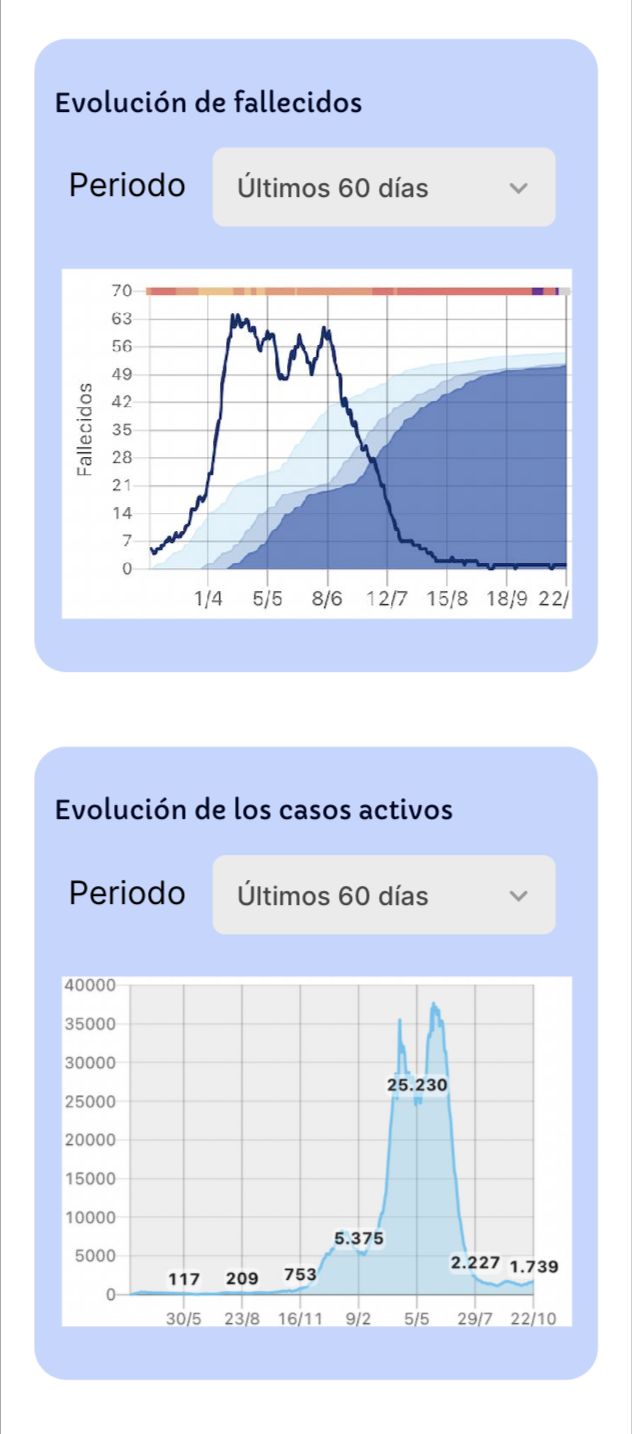 Evolución de fallecidos
Periodo
Últimos 60 días
70
63
56
49
42
35
28
21
14
7
0
Fallecidos
1/4 5/5 8/6 12/7 15/8 18/9 22/
Evolución de los casos activos
Periodo
Últimos 60 días
40000
35000
30000
25000
20000
15000
10000
5000
0
117 209 753 5.375 25.230 2.227 1.739
30/5 23/8 16/11 9/2 5/5 29/7 22/10